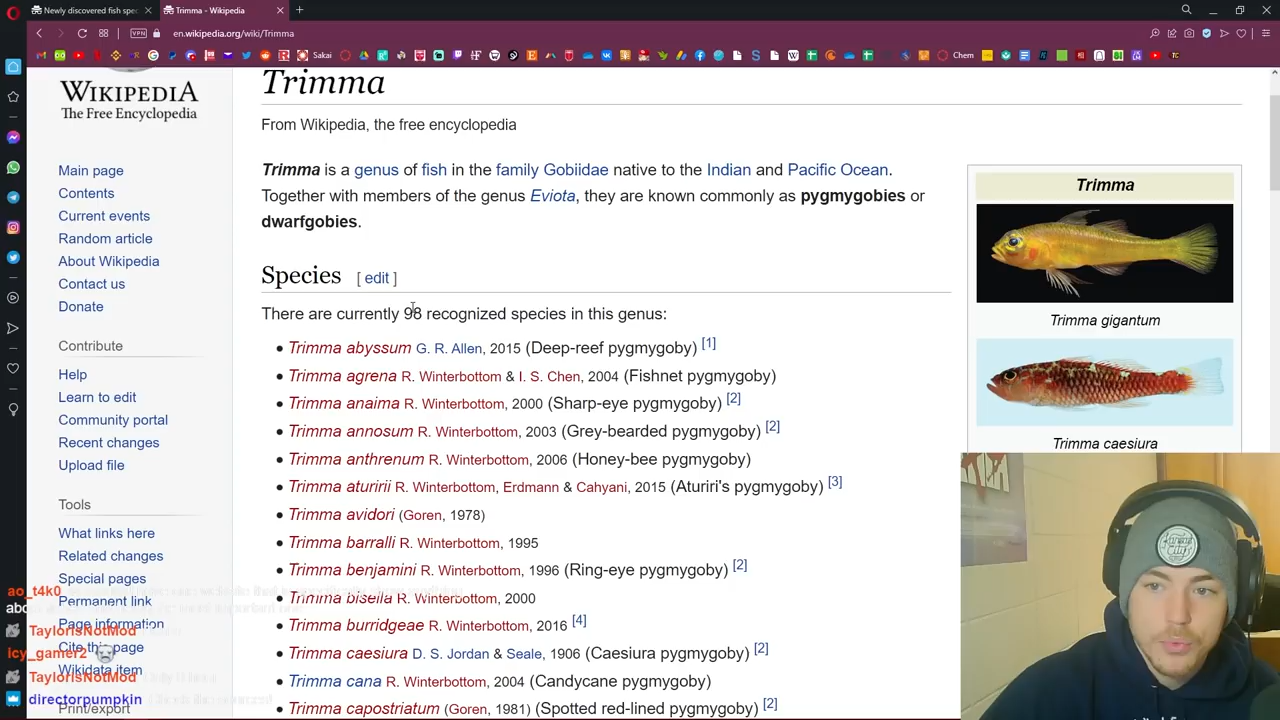 Newly discovered fish spec
Trimma - Wikipedia
VPN
en.wikipedia.org/wiki/Trimma
Sakai
Chem
WIKIPEDIA
The Free Encyclopedia
Main page
Contents
Current events
Random article
About Wikipedia
Contact us
Donate
Contribute
Help
Learn to edit
Community portal
Recent changes
Upload file
Tools
What links here
Related changes
Special pages
Permanent link
Page information
Cite this page
Wikidata item
Print/export
Trimma
From Wikipedia, the free encyclopedia
Trimma is a genus of fish in the family Gobiidae native to the Indian and Pacific Ocean.
Together with members of the genus Eviota, they are known commonly as pygmygobies or
dwarfgobies.
Species [ edit ]
There are currently 98 recognized species in this genus:
Trimma abyssum G. R. Allen, 2015 (Deep-reef pygmygoby) [1]
Trimma agrena R. Winterbottom & I. S. Chen, 2004 (Fishnet pygmygoby)
Trimma anaima R. Winterbottom, 2000 (Sharp-eye pygmygoby) [2]
Trimma annosum R. Winterbottom, 2003 (Grey-bearded pygmygoby) [2]
Trimma anthrenum R. Winterbottom, 2006 (Honey-bee pygmygoby)
Trimma aturirii R. Winterbottom, Erdmann & Cahyani, 2015 (Aturiri's pygmygoby) [3]
Trimma avidori (Goren, 1978)
Trimma barralli R. Winterbottom, 1995
Trimma benjamini R. Winterbottom, 1996 (Ring-eye pygmygoby) [2]
Trimma bisella R. Winterbottom, 2000
Trimma burridgeae R. Winterbottom, 2016 [4]
Trimma caesiura D. S. Jordan & Seale, 1906 (Caesiura pygmygoby) [2]
Trimma cana R. Winterbottom, 2004 (Candycane pygmygoby)
Trimma capostriatum (Goren, 1981) (Spotted red-lined pygmygoby) [2]
Trimma
Trimma gigantum
Trimma caesiura
ao_t4k0
TaylorIsNotMod
icy_gamer2
TaylorIsNotMod
directorpumpkin